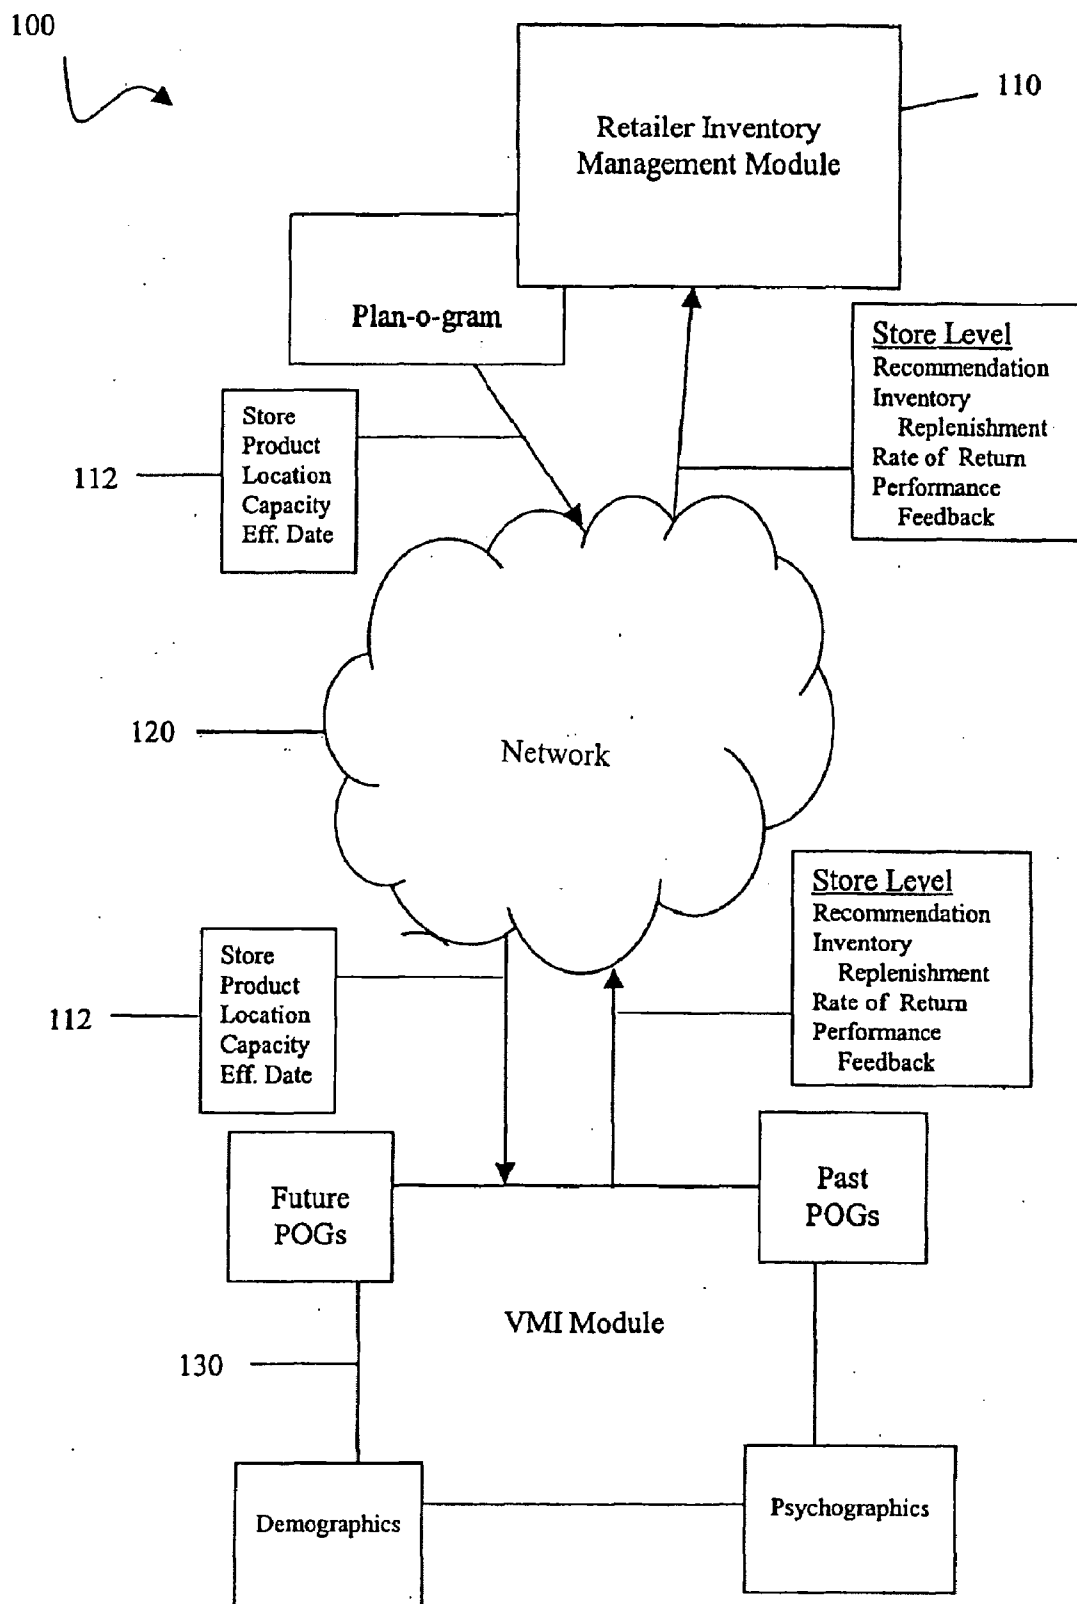 100
110
Retailer Inventory
Management Module
Plan-o-gram
Store Level
Recommendation
Inventory
Replenishment
Rate of Return
Performance
Feedback
Store
Product
Location
Capacity
Eff. Date
112
120
Network
Store Level
Recommendation
Inventory
Replenishment
Rate of Return
Performance
Feedback
Store
Product
Location
Capacity
Eff. Date
112
Future
POGs
Past
POGs
VMI Module
130
Demographics
Psychographics